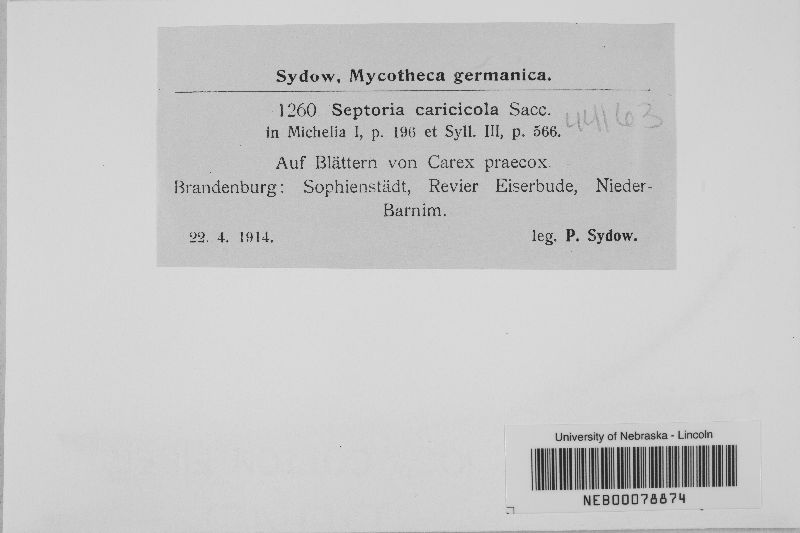 Sydow, Mycotheca germanica.
1260 Septoria caricicola Sacc.
in Michelia I, p. 196 et Syll. III, p. 566.
44163
Auf Blättern von Carex praecox.
Brandenburg: Sophienstädt, Revier Eiserbude, Nieder-
Barnim.
22. 4. 1914. leg. P. Sydow.
University of Nebraska - Lincoln
NEB00078874